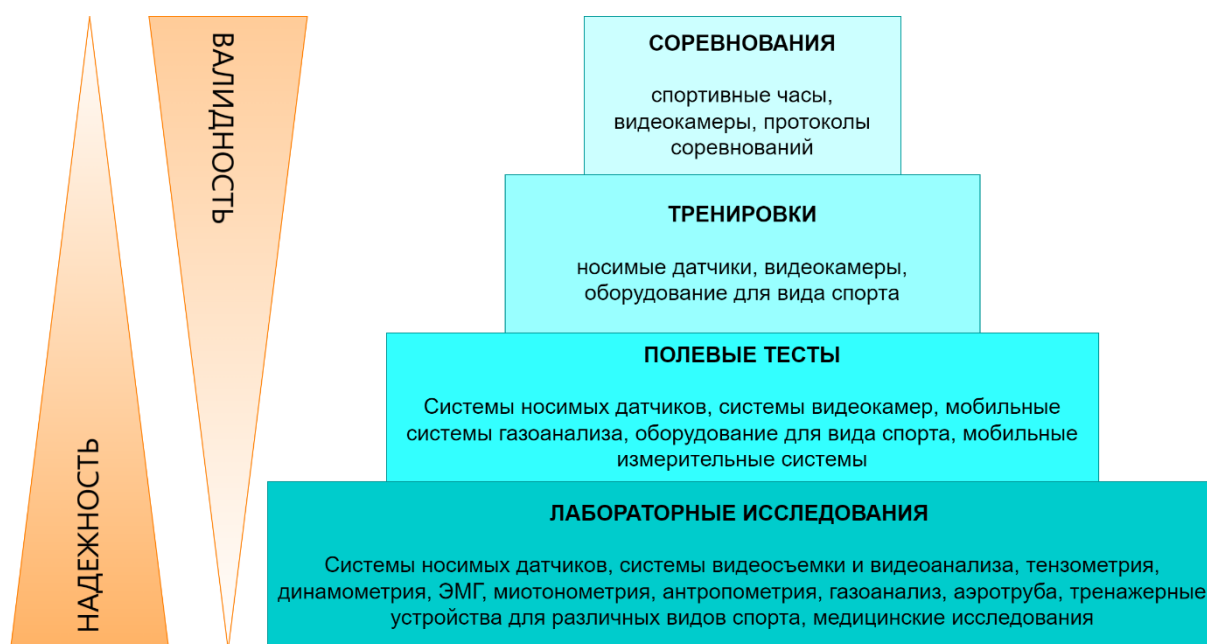 НАДЕЖНОСТЬ
ВАЛИДНОСТЬ
СОРЕВНОВАНИЯ
спортивные часы,
видеокамеры, протоколы
соревнований
ТРЕНИРОВКИ
носимые датчики, видеокамеры,
оборудование для вида спорта
ПОЛЕВЫЕ ТЕСТЫ
Системы носимых датчиков, системы видеокамер, мобильные
системы газоанализа, оборудование для вида спорта, мобильные
измерительные системы
ЛАБОРАТОРНЫЕ ИССЛЕДОВАНИЯ
Системы носимых датчиков, системы видеосъемки и видеоанализа, тензометрия,
динамометрия, ЭМГ, миотонометрия, антропометрия, газоанализ, аэротруба, тренажерные
устройства для различных видов спорта, медицинские исследования